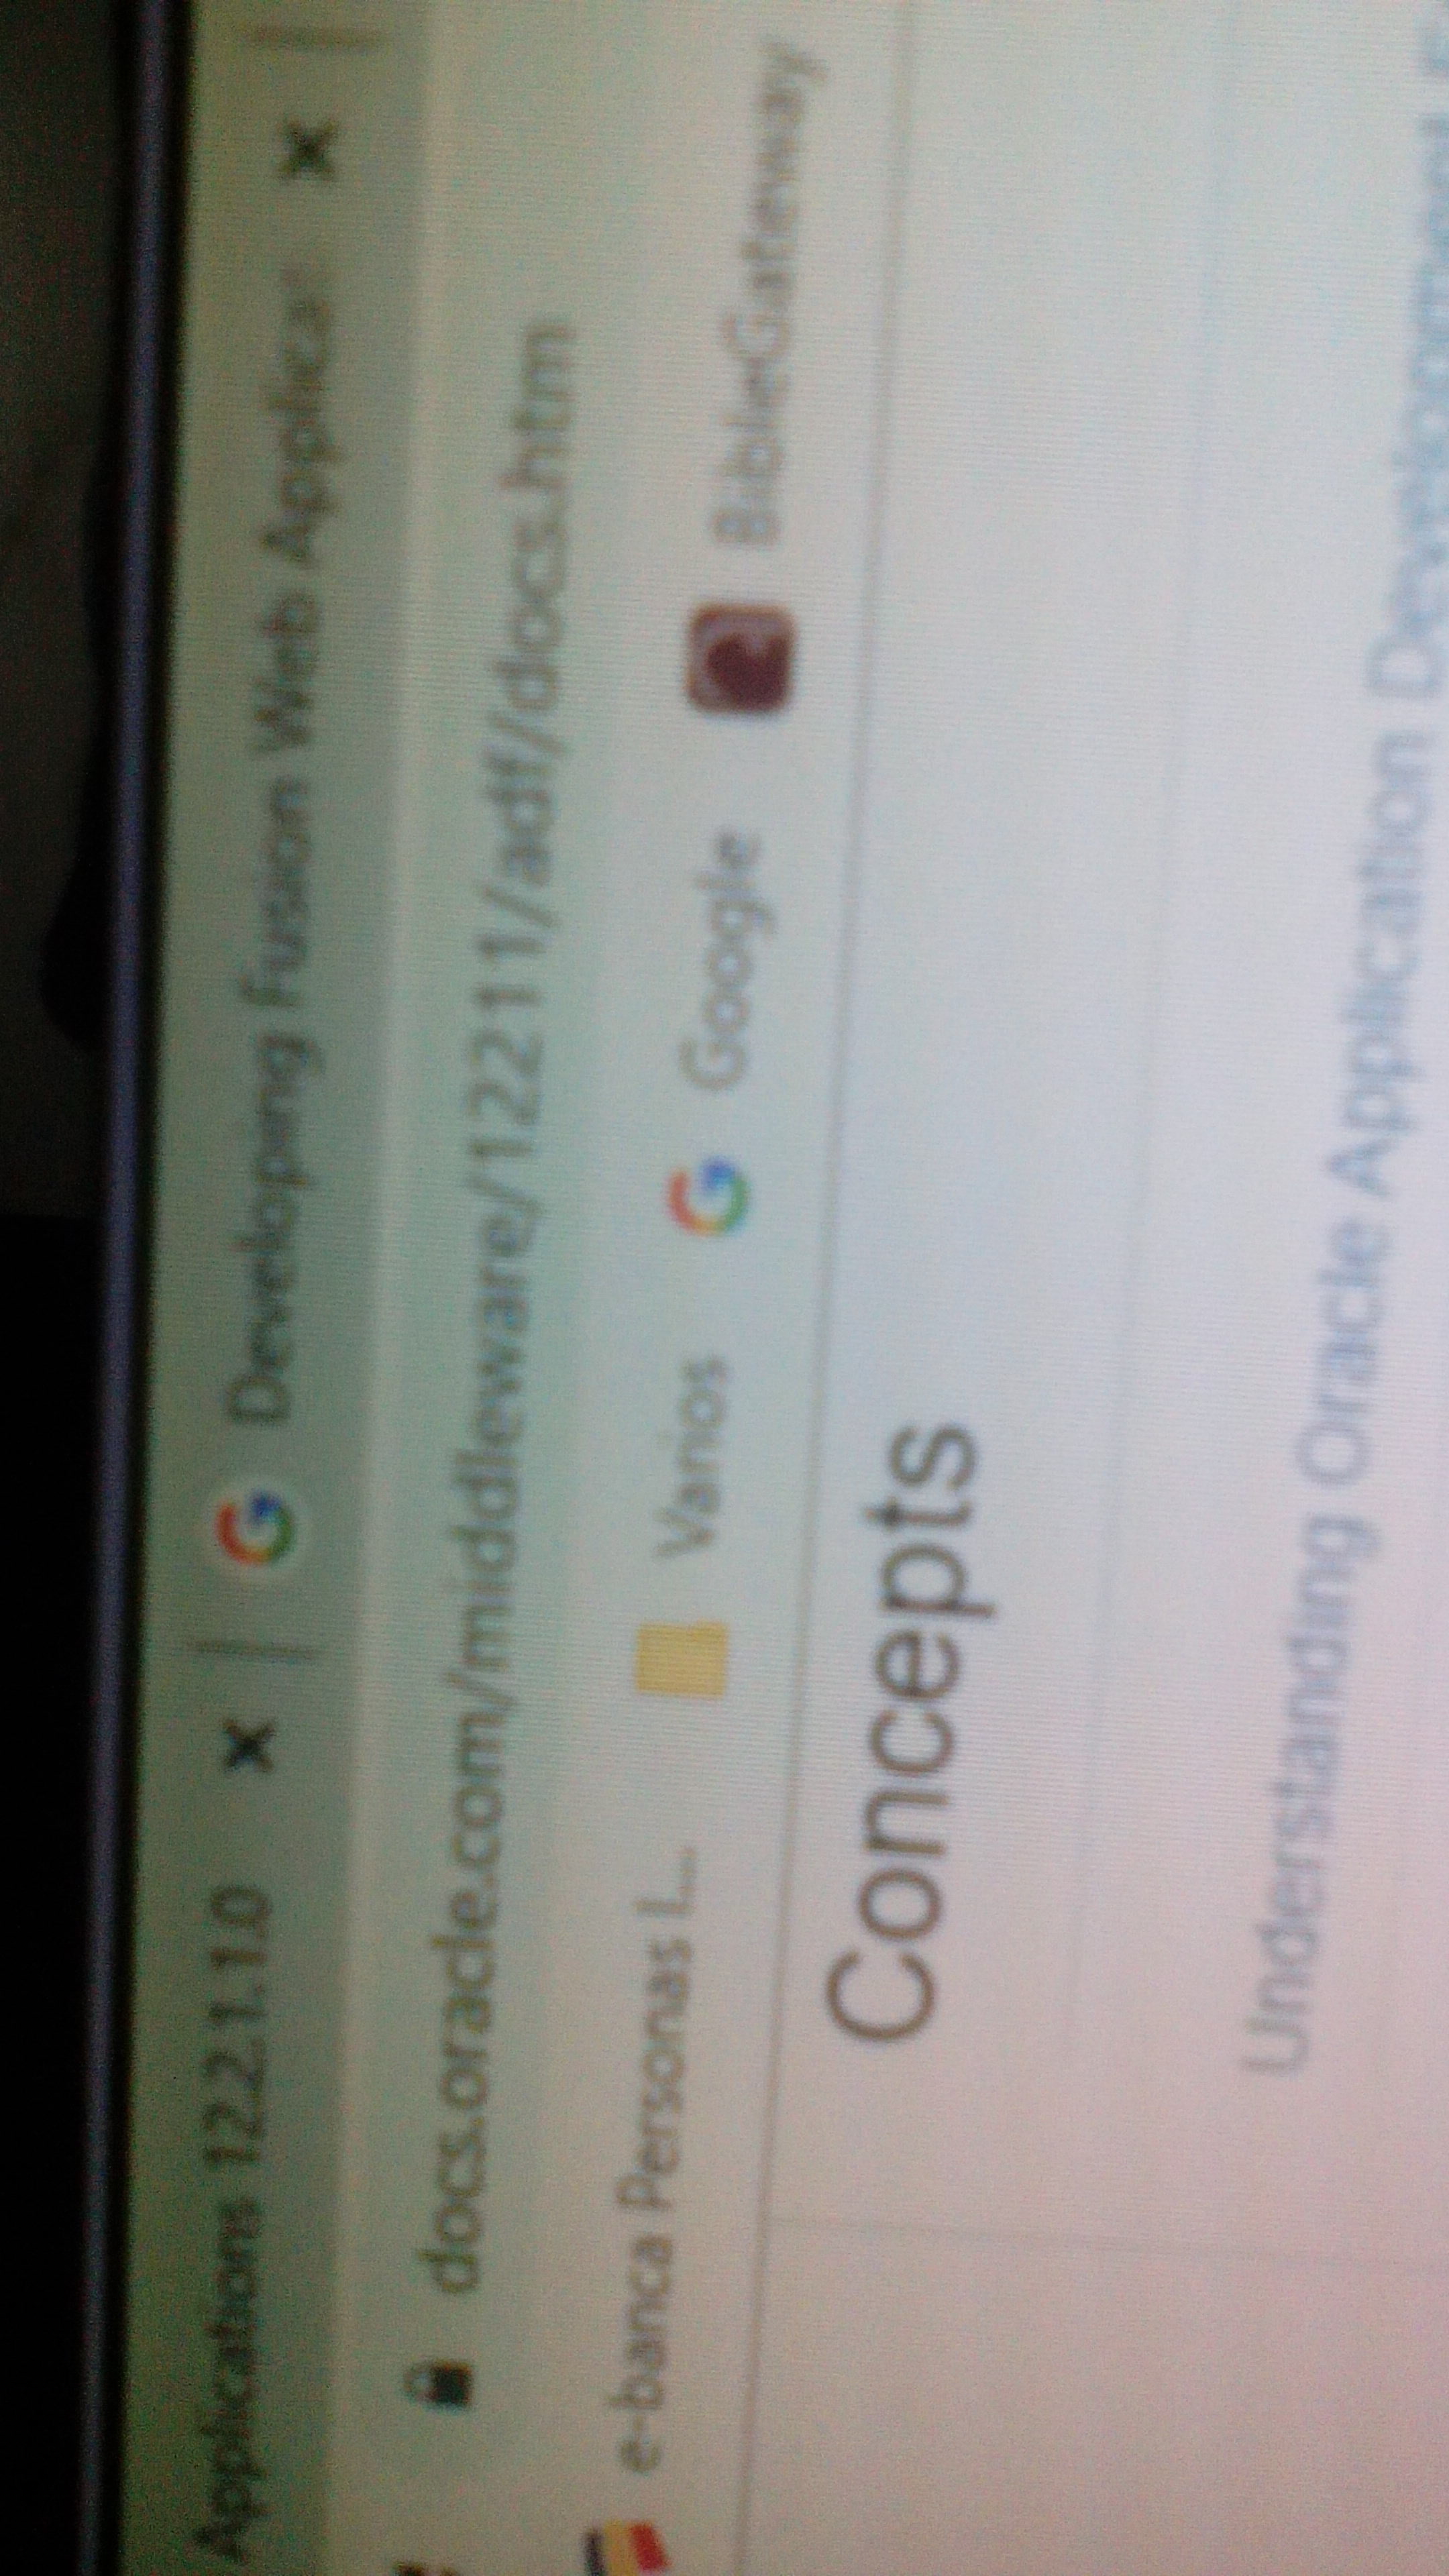 Applications 12.2.1.1.0 × Developing Fusion Web Applica ×
docs.oracle.com/middleware/12211/adf/docs.htm
e-banca Personas |... Varios Google BibleGateway
Concepts
Understanding Oracle Application Development